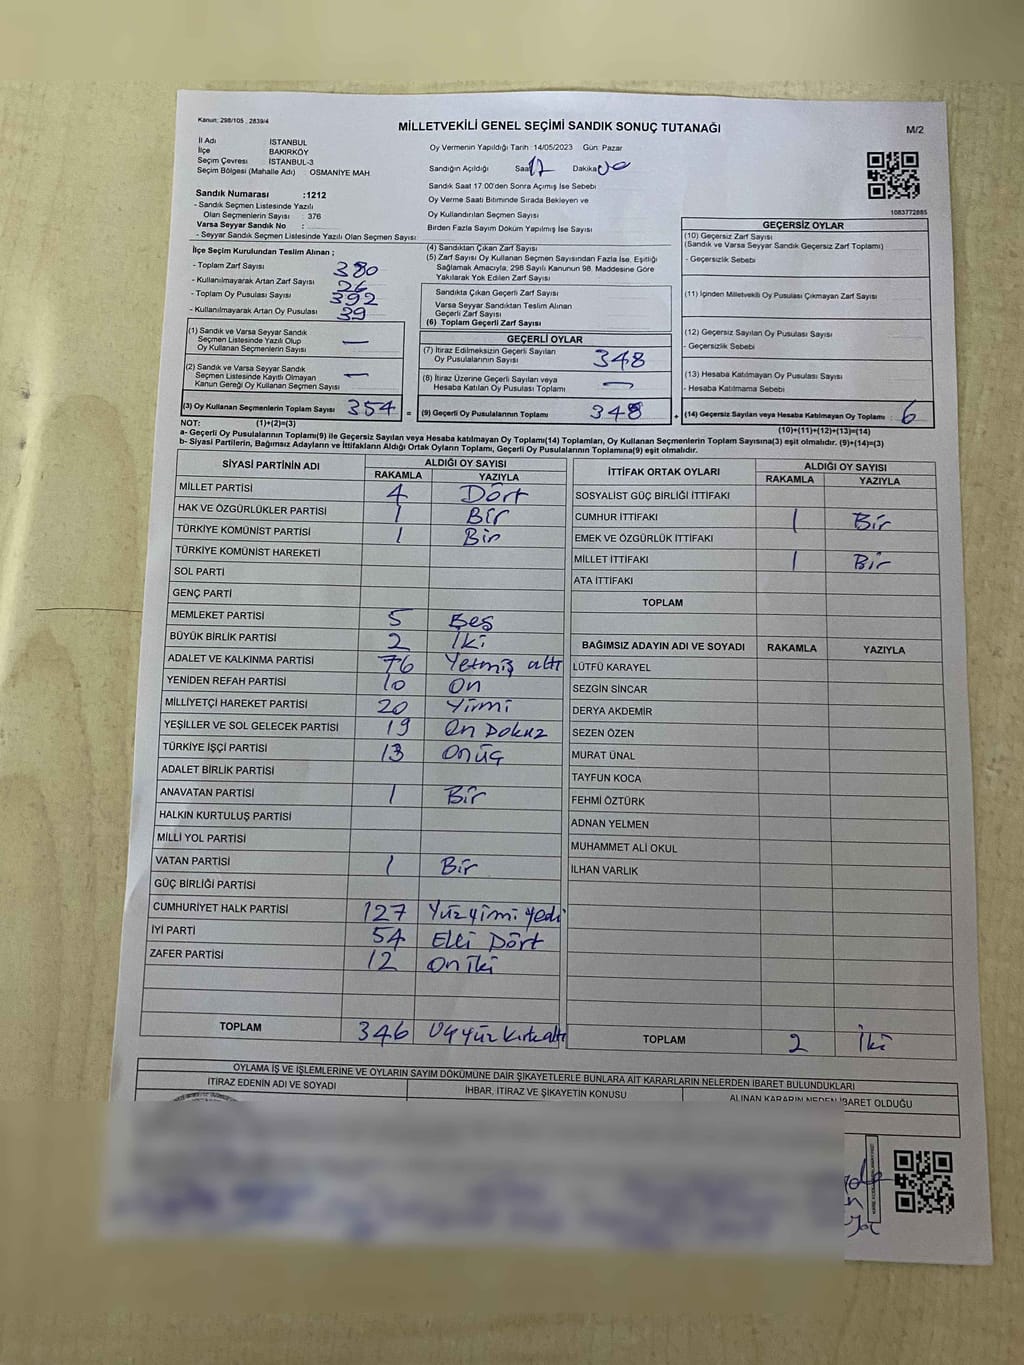 Kanun: 298/105 , 2839/4
MİLLETVEKİLİ GENEL SEÇİMİ SANDIK SONUÇ TUTANAĞI
M/2
İl Adı İSTANBUL
İlçe BAKIRKÖY
Seçim Çevresi İSTANBUL-3
Seçim Bölgesi (Mahalle Adı) OSMANİYE MAH.
Sandık Numarası :1212
- Sandık Seçmen Listesinde Yazılı
Olan Seçmenlerin Sayısı : 376
Varsa Seyyar Sandık No :
- Seyyar Sandık Seçmen Listesinde Yazılı Olan Seçmen Sayısı
Oy Vermenin Yapıldığı Tarih : 14/05/2023 Gün: Pazar
Sandığın Açıldığı Saat 17 Dakika 00
Sandık Saat 17.00'den Sonra Açımış İse Sebebi
Oy Verme Saati Bitiminde Sırada Bekleyen ve
Oy Kullandırılan Seçmen Sayısı
Birden Fazla Sayım Döküm Yapılmış İse Sayısı
1083772885
İlçe Seçim Kurulundan Teslim Alınan ;
- Toplam Zarf Sayısı 380
- Kullanılmayarak Artan Zarf Sayısı 26
- Toplam Oy Pusulası Sayısı 392
- Kullanılmayarak Artan Oy Pusulası 39
(1) Sandık ve Varsa Seyyar Sandık
Seçmen Listesinde Yazılı Olup
Oy Kullanan Seçmenlerin Sayısı —
(2) Sandık ve Varsa Seyyar Sandık
Seçmen Listesinde Kayıtlı Olmayan
Kanun Gereği Oy Kullanan Seçmen Sayısı —
(3) Oy Kullanan Seçmenlerin Toplam Sayısı 354 =
(4) Sandıktan Çıkan Zarf Sayısı
(5) Zarf Sayısı Oy Kullanan Seçmen Sayısından Fazla İse, Eşitliği
Sağlamak Amacıyla, 298 Sayılı Kanunun 98. Maddesine Göre
Yakılarak Yok Edilen Zarf Sayısı
Sandıkta Çıkan Geçerli Zarf Sayısı
Varsa Seyyar Sandıktan Teslim Alınan
Geçerli Zarf Sayısı
(6) Toplam Geçerli Zarf Sayısı
GEÇERLİ OYLAR
(7) İtiraz Edilmeksizin Geçerli Sayılan
Oy Pusulalarının Sayısı 348
(8) İtiraz Üzerine Geçerli Sayılan veya
Hesaba Katılan Oy Pusulası Toplamı —
(9) Geçerli Oy Pusulalarının Toplamı 348 +
GEÇERSİZ OYLAR
(10) Geçersiz Zarf Sayısı
(Sandık ve Varsa Seyyar Sandık Geçersiz Zarf Toplamı)
- Geçersizlik Sebebi
(11) İçinden Milletvekili Oy Pusulası Çıkmayan Zarf Sayısı
(12) Geçersiz Sayılan Oy Pusulası Sayısı
- Geçersizlik Sebebi
(13) Hesaba Katılmayan Oy Pusulası Sayısı
- Hesaba Katılmama Sebebi
(14) Geçersiz Sayılan veya Hesaba Katılmayan Oy Toplamı : 6
NOT: (1)+(2)=(3)
(10)+(11)+(12)+(13)=(14)
a- Geçerli Oy Pusulalarının Toplamı(9) ile Geçersiz Sayılan veya Hesaba katılmayan Oy Toplamı(14) Toplamları, Oy Kullanan Seçmenlerin Toplam Sayısına(3) eşit olmalıdır. (9)+(14)=(3)
b- Siyasi Partilerin, Bağımsız Adayların ve İttifakların Aldığı Ortak Oyların Toplamı, Geçerli Oy Pusulalarının Toplamına(9) eşit olmalıdır.
SİYASİ PARTİNİN ADI ALDIĞI OY SAYISI
RAKAMLA YAZIYLA
MİLLET PARTİSİ 4 Dört
HAK VE ÖZGÜRLÜKLER PARTİSİ 1 Bir
TÜRKİYE KOMÜNİST PARTİSİ 1 Bir
TÜRKİYE KOMÜNİST HAREKETİ
SOL PARTİ
GENÇ PARTİ
MEMLEKET PARTİSİ 5 Beş
BÜYÜK BİRLİK PARTİSİ 2 İki
ADALET VE KALKINMA PARTİSİ 76 Yetmiş altı
YENİDEN REFAH PARTİSİ 10 On
MİLLİYETÇİ HAREKET PARTİSİ 20 Yirmi
YEŞİLLER VE SOL GELECEK PARTİSİ 19 On Dokuz
TÜRKİYE İŞÇİ PARTİSİ 13 Onüç
ADALET BİRLİK PARTİSİ
ANAVATAN PARTİSİ 1 Bir
HALKIN KURTULUŞ PARTİSİ
MİLLİ YOL PARTİSİ
VATAN PARTİSİ 1 Bir
GÜÇ BİRLİĞİ PARTİSİ
CUMHURİYET HALK PARTİSİ 127 Yüzyimi yedi
İYİ PARTİ 54 Elli Dört
ZAFER PARTİSİ 12 on iki
TOPLAM 346 Üçyüz kırkaltı
İTTİFAK ORTAK OYLARI ALDIĞI OY SAYISI
RAKAMLA YAZIYLA
SOSYALİST GÜÇ BİRLİĞİ İTTİFAKI
CUMHUR İTTİFAKI 1 Bir
EMEK VE ÖZGÜRLÜK İTTİFAKI
MİLLET İTTİFAKI 1 Bir
ATA İTTİFAKI
TOPLAM
BAĞIMSIZ ADAYIN ADI VE SOYADI RAKAMLA YAZIYLA
LÜTFÜ KARAYEL
SEZGİN SİNCAR
DERYA AKDEMİR
SEZEN ÖZEN
MURAT ÜNAL
TAYFUN KOCA
FEHMİ ÖZTÜRK
ADNAN YELMEN
MUHAMMET ALİ OKUL
İLHAN VARLIK
TOPLAM 2 İki
OYLAMA İŞ VE İŞLEMLERİNE VE OYLARIN SAYIM DÖKÜMÜNE DAİR ŞİKAYETLERLE BUNLARA AİT KARARLARIN NELERDEN İBARET BULUNDUKLARI
İTİRAZ EDENİN ADI VE SOYADI İHBAR, İTİRAZ VE ŞİKAYETİN KONUSU ALINAN KARARIN NEDEN İBARET OLDUĞU